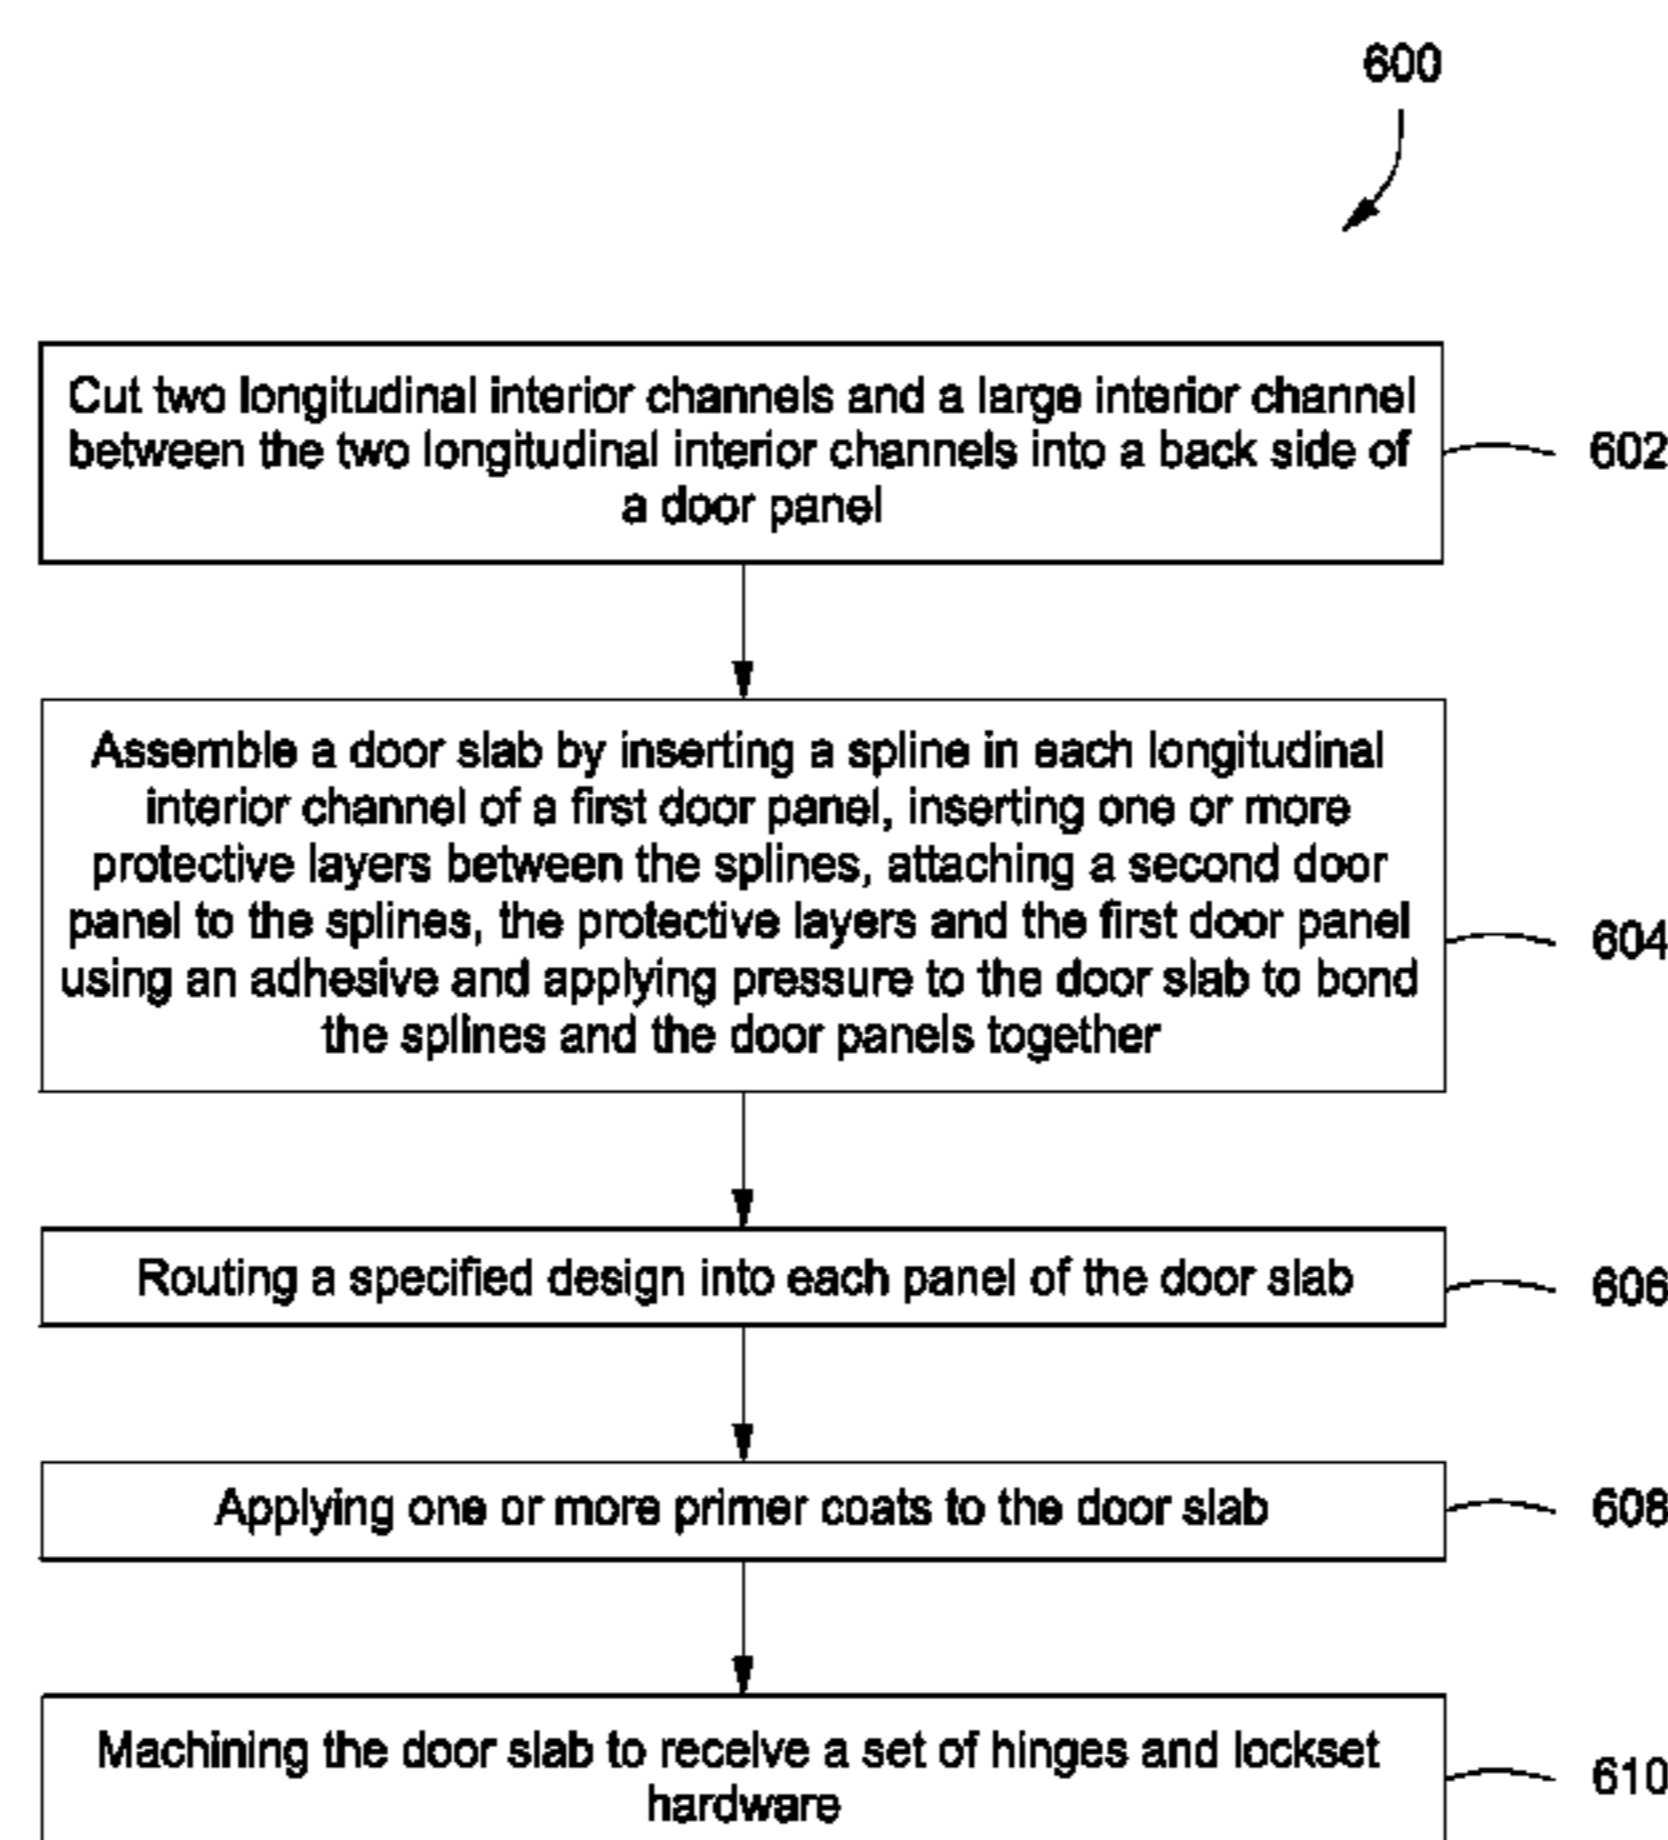 600
Cut two longitudinal interior channels and a large interior channel
between the two longitudinal interior channels into a back side of
a door panel
602
Assemble a door slab by inserting a spline in each longitudinal
interior channel of a first door panel, inserting one or more
protective layers between the splines, attaching a second door
panel to the splines, the protective layers and the first door panel
using an adhesive and applying pressure to the door slab to bond
the splines and the door panels together
604
Routing a specified design into each panel of the door slab
606
Applying one or more primer coats to the door slab
608
Machining the door slab to receive a set of hinges and lockset
hardware
610